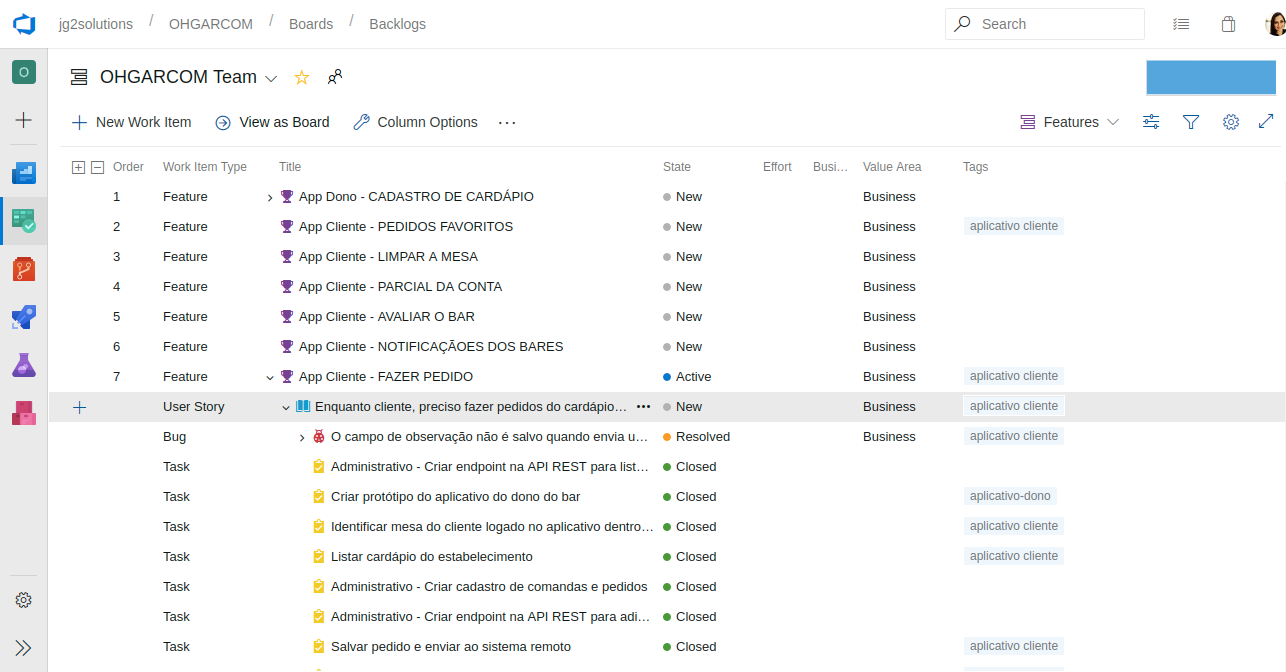 jg2solutions / OHGARCOM / Boards / Backlogs Search
O OHGARCOM Team
New Work Item View as Board Column Options ... Features
Order Work Item Type Title State Effort Busi... Value Area Tags
1 Feature App Dono - CADASTRO DE CARDÁPIO New Business
2 Feature App Cliente - PEDIDOS FAVORITOS New Business aplicativo cliente
3 Feature App Cliente - LIMPAR A MESA New Business
4 Feature App Cliente - PARCIAL DA CONTA New Business
5 Feature App Cliente - AVALIAR O BAR New Business
6 Feature App Cliente - NOTIFICAÇÃOES DOS BARES New Business
7 Feature App Cliente - FAZER PEDIDO Active Business aplicativo cliente
User Story Enquanto cliente, preciso fazer pedidos do cardápio... ... New Business aplicativo cliente
Bug O campo de observação não é salvo quando envia u... Resolved Business aplicativo cliente
Task Administrativo - Criar endpoint na API REST para list... Closed
Task Criar protótipo do aplicativo do dono do bar Closed aplicativo-dono
Task Identificar mesa do cliente logado no aplicativo dentro... Closed aplicativo cliente
Task Listar cardápio do estabelecimento Closed aplicativo cliente
Task Administrativo - Criar cadastro de comandas e pedidos Closed
Task Administrativo - Criar endpoint na API REST para adi... Closed
Task Salvar pedido e enviar ao sistema remoto Closed aplicativo cliente